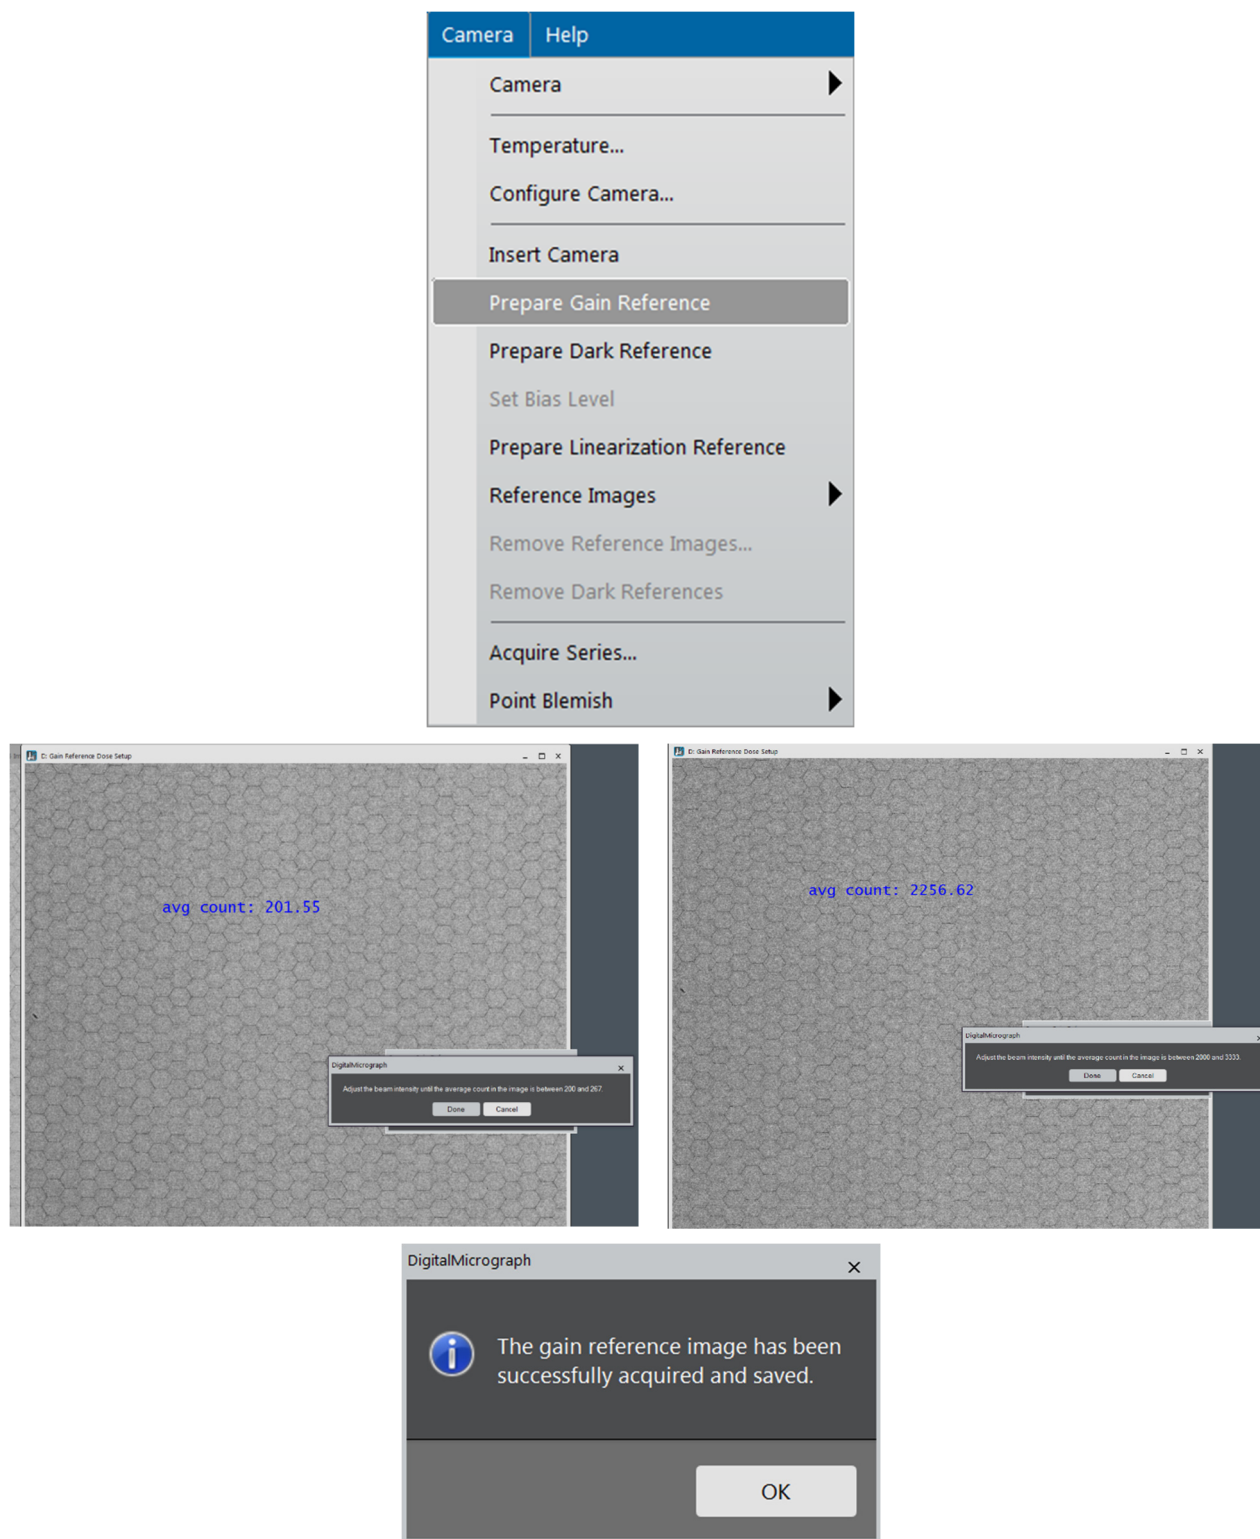 Camera Help
Camera
Temperature...
Configure Camera...
Insert Camera
Prepare Gain Reference
Prepare Dark Reference
Set Bias Level
Prepare Linearization Reference
Reference Images
Remove Reference Images...
Remove Dark References
Acquire Series...
Point Blemish
D: Gain Reference Dose Setup
avg count: 201.55
DigitalMicrograph
Adjust the beam intensity until the average count in the image is between 200 and 267.
Done Cancel
D: Gain Reference Dose Setup
avg count: 2256.62
DigitalMicrograph
Adjust the beam intensity until the average count in the image is between 2000 and 3333.
Done Cancel
DigitalMicrograph
The gain reference image has been
successfully acquired and saved.
OK